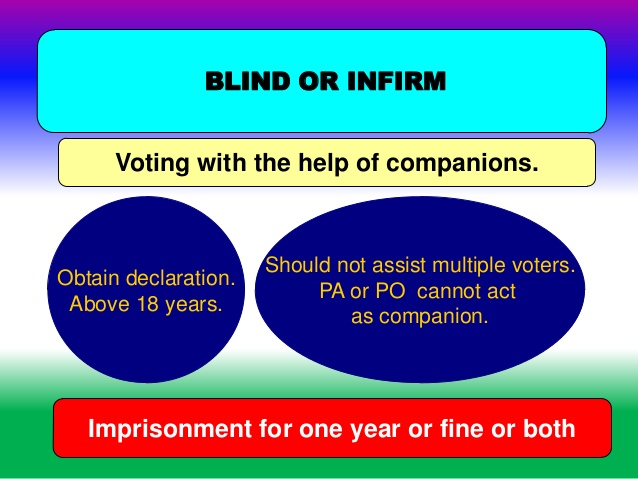 BLIND OR INFIRM
Voting with the help of companions.
Obtain declaration.
Above 18 years.
Should not assist multiple voters.
PA or PO cannot act
as companion.
Imprisonment for one year or fine or both